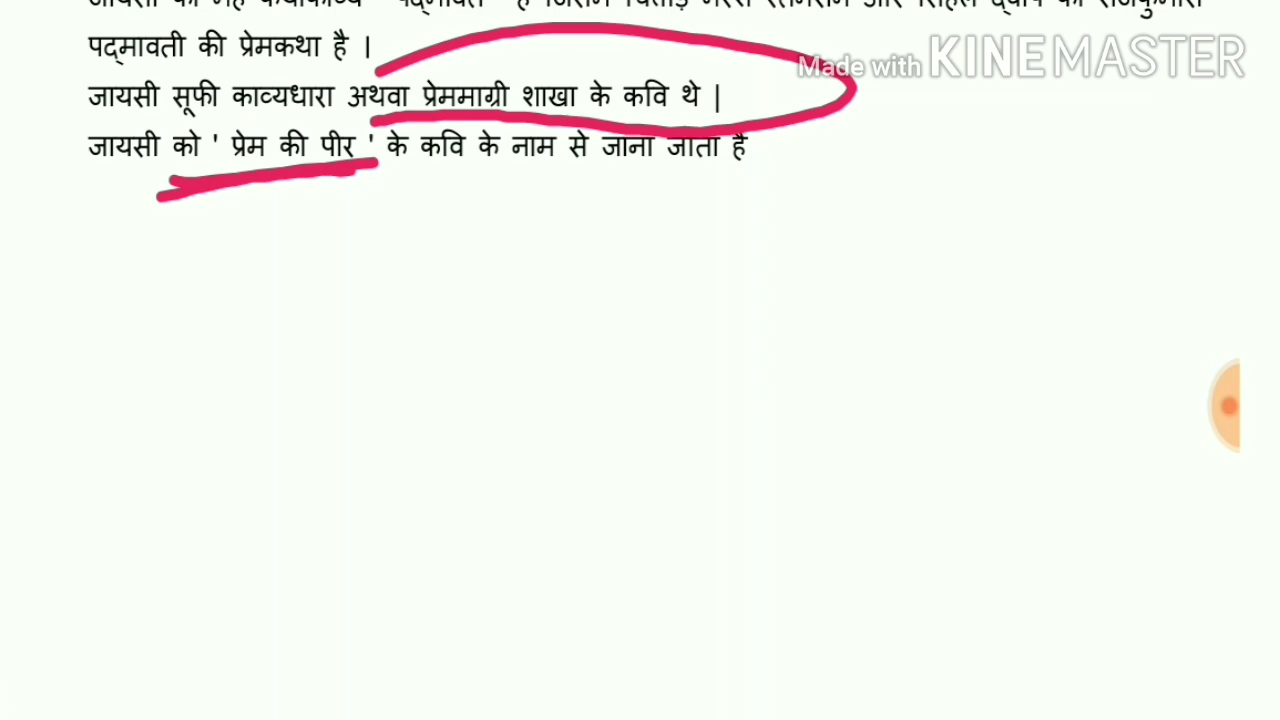 पद्मावती की प्रेमकथा है ।
Made with KINEMASTER
जायसी सूफी काव्यधारा अथवा प्रेममाग्री शाखा के कवि थे |
जायसी को ' प्रेम की पीर ' के कवि के नाम से जाना जाता है